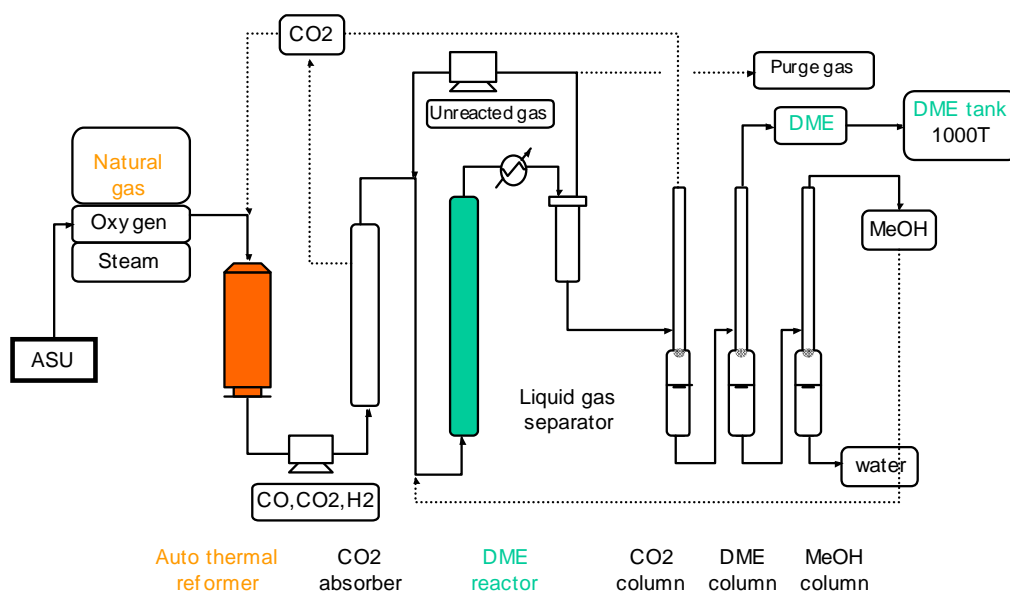 CO2
Purge gas
Unreacted gas
DME
DME tank
1000T
Natural
gas
Oxygen
Steam
MeOH
ASU
Liquid gas
separator
water
CO,CO2,H2
Auto thermal
reformer
CO2
absorber
DME
reactor
CO2
column
DME
column
MeOH
column